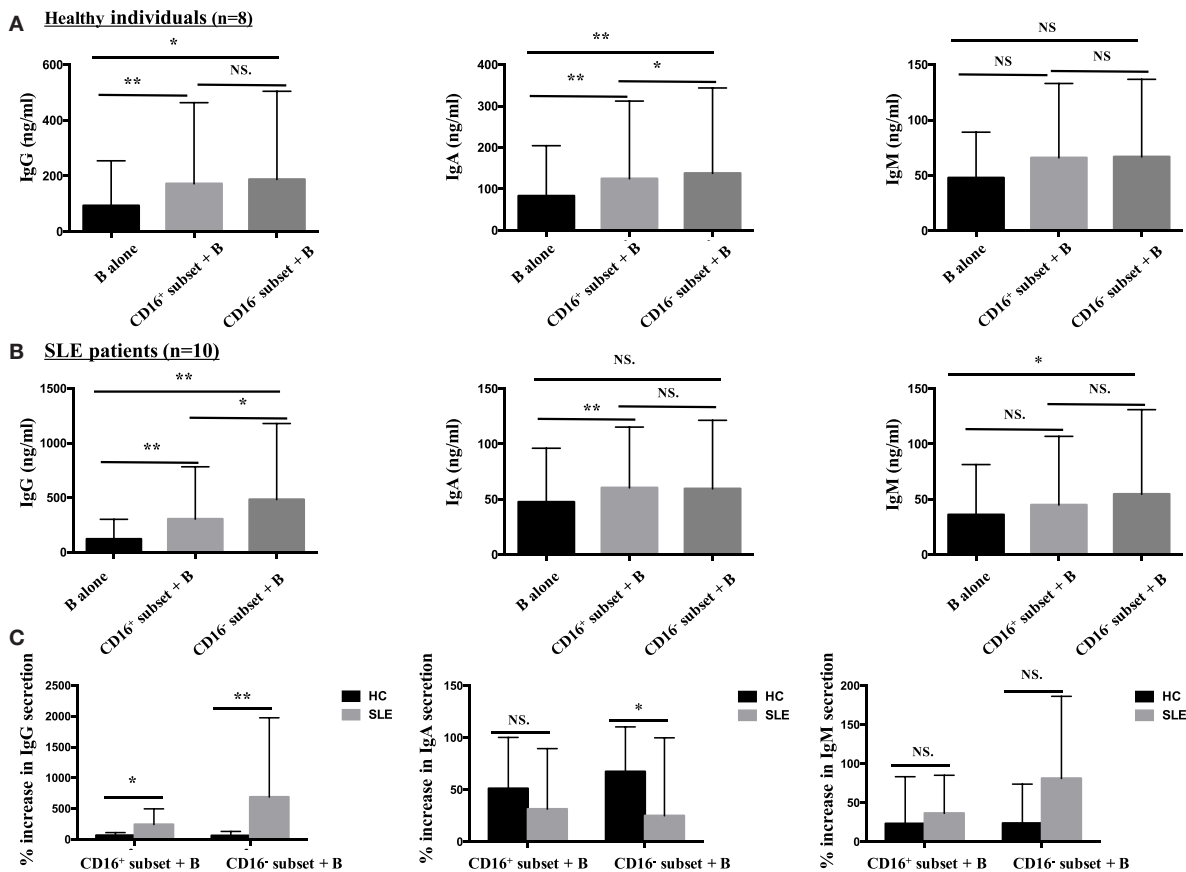 A Healthy individuals (n=8)
IgG (ng/ml)
600
400
200
0
**
*
NS.
B alone
CD16+ subset + B
CD16- subset + B
IgA (ng/ml)
400
300
200
100
0
**
**
*
B alone
CD16+ subset + B
CD16- subset + B
IgM (ng/ml)
150
100
50
0
NS
NS
NS
B alone
CD16+ subset + B
CD16- subset + B
B SLE patients (n=10)
IgG (ng/ml)
1500
1000
500
0
**
*
**
B alone
CD16+ subset + B
CD16- subset + B
IgA (ng/ml)
150
100
50
0
NS.
**
NS.
B alone
CD16+ subset + B
CD16- subset + B
IgM (ng/ml)
150
100
50
0
*
NS.
NS.
B alone
CD16+ subset + B
CD16- subset + B
C
% increase in IgG secretion
2500
2000
1500
1000
500
0
*
**
HC
SLE
CD16+ subset + B
CD16- subset + B
% increase in IgA secretion
150
100
50
0
NS.
*
HC
SLE
CD16+ subset + B
CD16- subset + B
% increase in IgM secretion
200
150
100
50
0
NS.
NS.
HC
SLE
CD16+ subset + B
CD16- subset + B